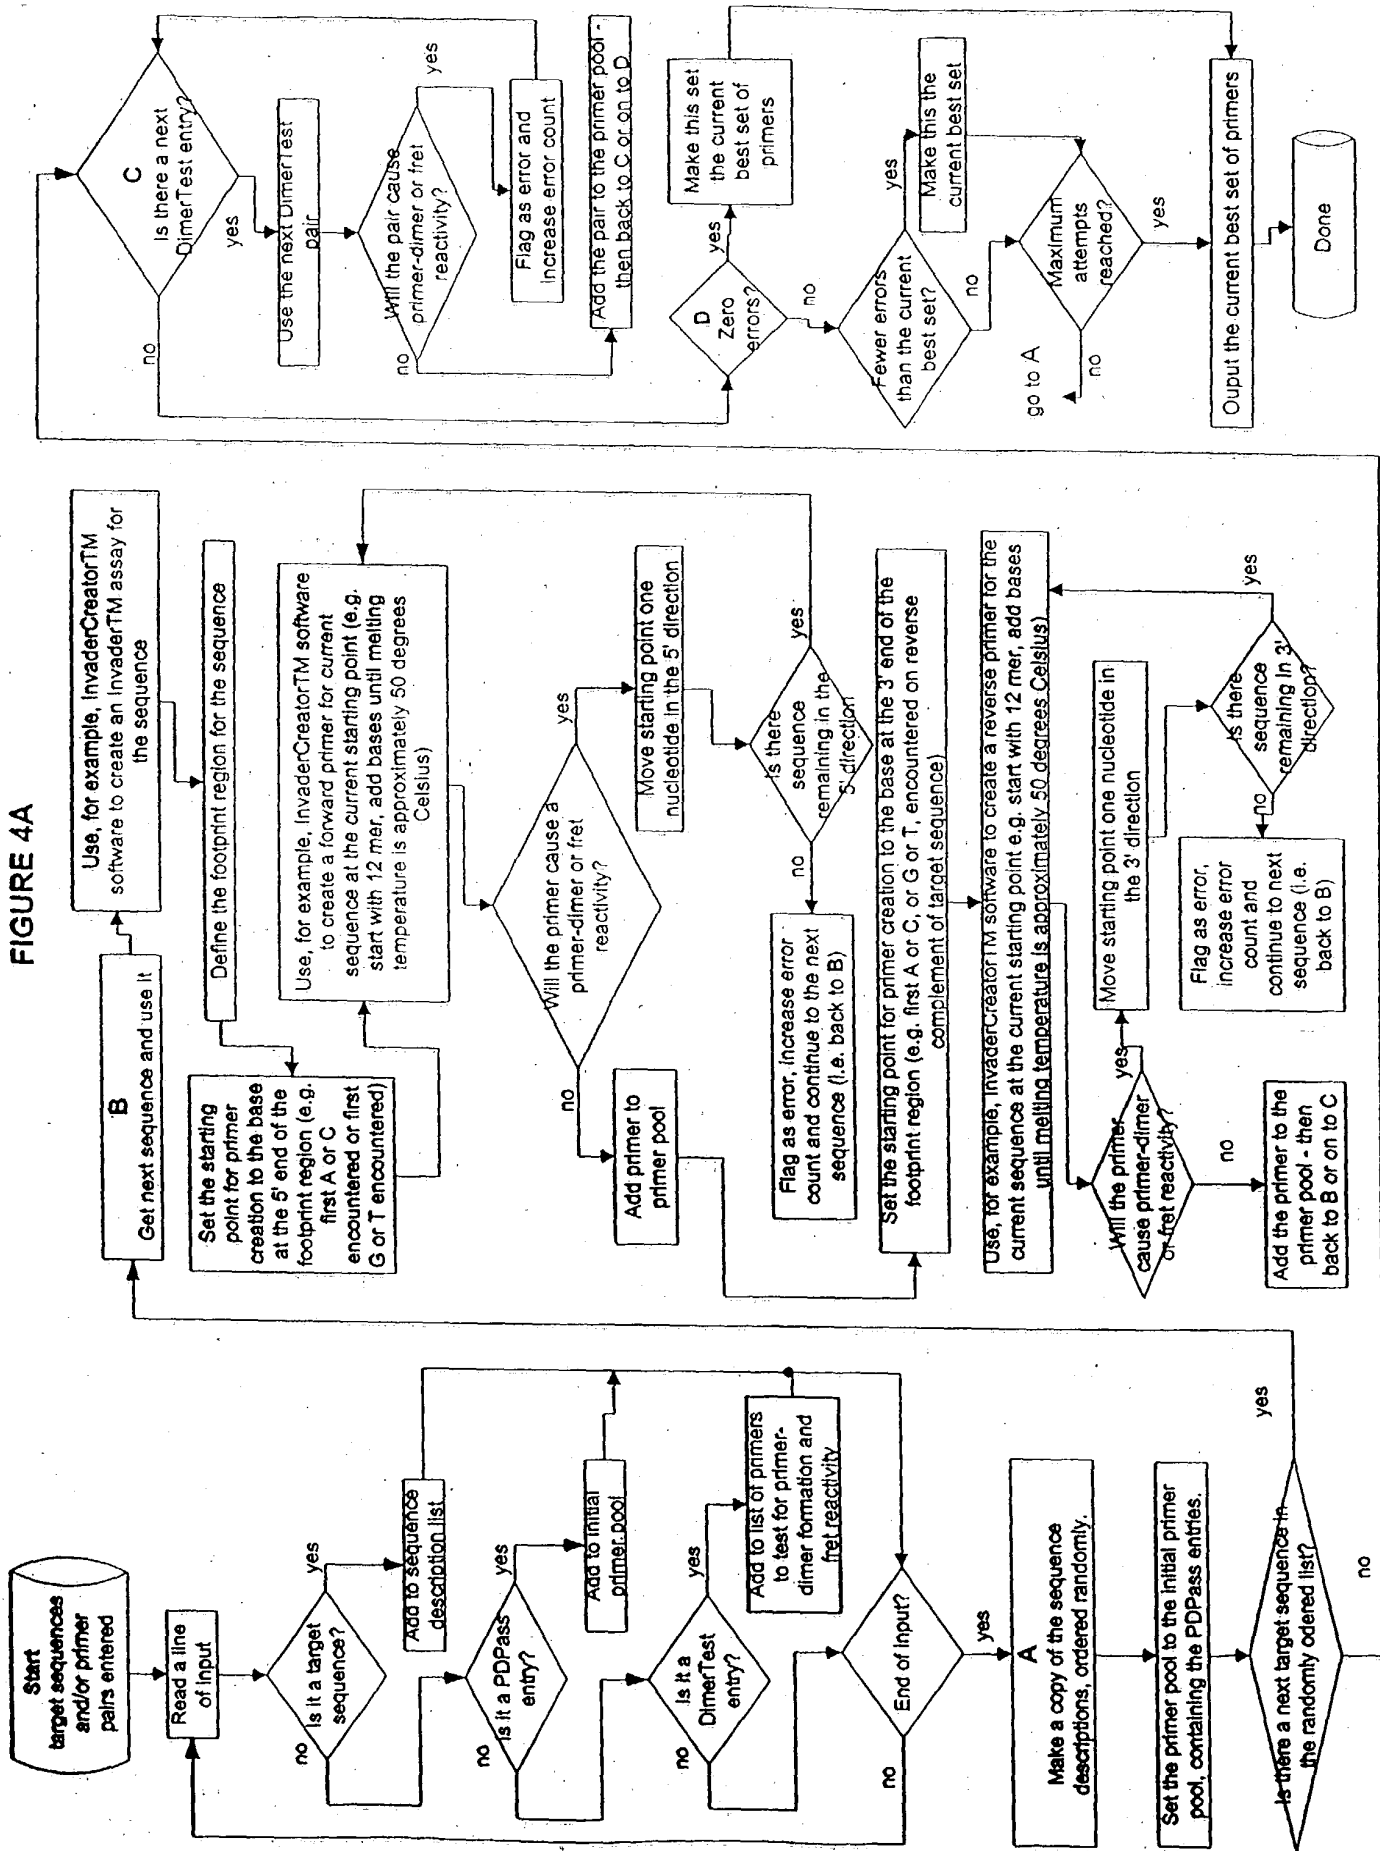 FIGURE 4A
Start
target sequences
and/or primer
pairs entered
Read a line
of Input
Is it a target
sequence?
yes
no
Add to sequence
description list
Is it a PDPass
entry?
yes
no
Add to initial
primer pool
Is it a
DimerTest
entry?
yes
no
Add to list of primers
to test for primer-
dimer formation and
fret reactivity
End of Input?
no
yes
A
Make a copy of the sequence
descriptions, ordered randomly.
Set the primer pool to the initial primer
pool, containing the PDPass entries.
Is there a next target sequence in
the randomly odered list?
yes
no
B
Get next sequence and use it
Use, for example, InvaderCreatorTM
software to create an InvaderTM assay for
the sequence
Define the footprint region for the sequence
Set the starting
point for primer
creation to the base
at the 5' end of the
footprint region (e.g.
first A or C
encountered or first
G or T encountered)
Use, for example, InvaderCreatorTM software
to create a forward primer for current
sequence at the current starting point (e.g.
start with 12 mer, add bases until melting
temperature is approximately 50 degrees
Celsius)
Will the primer cause a
primer-dimer or fret
reactivity?
yes
no
Move starting point one
nucleotide in the 5' direction
Add primer to
primer pool
Is there
sequence
remaining in the
5' direction
yes
no
Flag as error, increase error
count and continue to the next
sequence (i.e. back to B)
Set the starting point for primer creation to the base at the 3' end of the
footprint region (e.g. first A or C, or G or T, encountered on reverse
complement of target sequence)
Use, for example, InvaderCreatorTM software to create a reverse primer for the
current sequence at the current starting point e.g. start with 12 mer, add bases
until melting temperature is approximately 50 degrees Celsius)
Will the primer
cause primer-dimer
or fret reactivity?
yes
no
Move starting point one nucleotide in
the 3' direction
Is there
sequence
remaining in 3'
direction?
yes
no
Flag as error,
increase error
count and
continue to next
sequence (i.e.
back to B)
Add the primer to the
primer pool - then
back to B or on to C
C
Is there a next
DimerTest entry?
no
yes
Use the next DimerTest
pair
Will the pair cause
primer-dimer or fret
reactivity?
yes
no
Flag as error and
increase error count
Add the pair to the primer pool -
then back to C or on to D
D
Zero
errors?
yes
no
Make this set
the current
best set of
primers
Fewer errors
than the current
best set?
yes
no
Make this the
current best set
Maximum
attempts
reached?
go to A
no
yes
Ouput the current best set of primers
Done